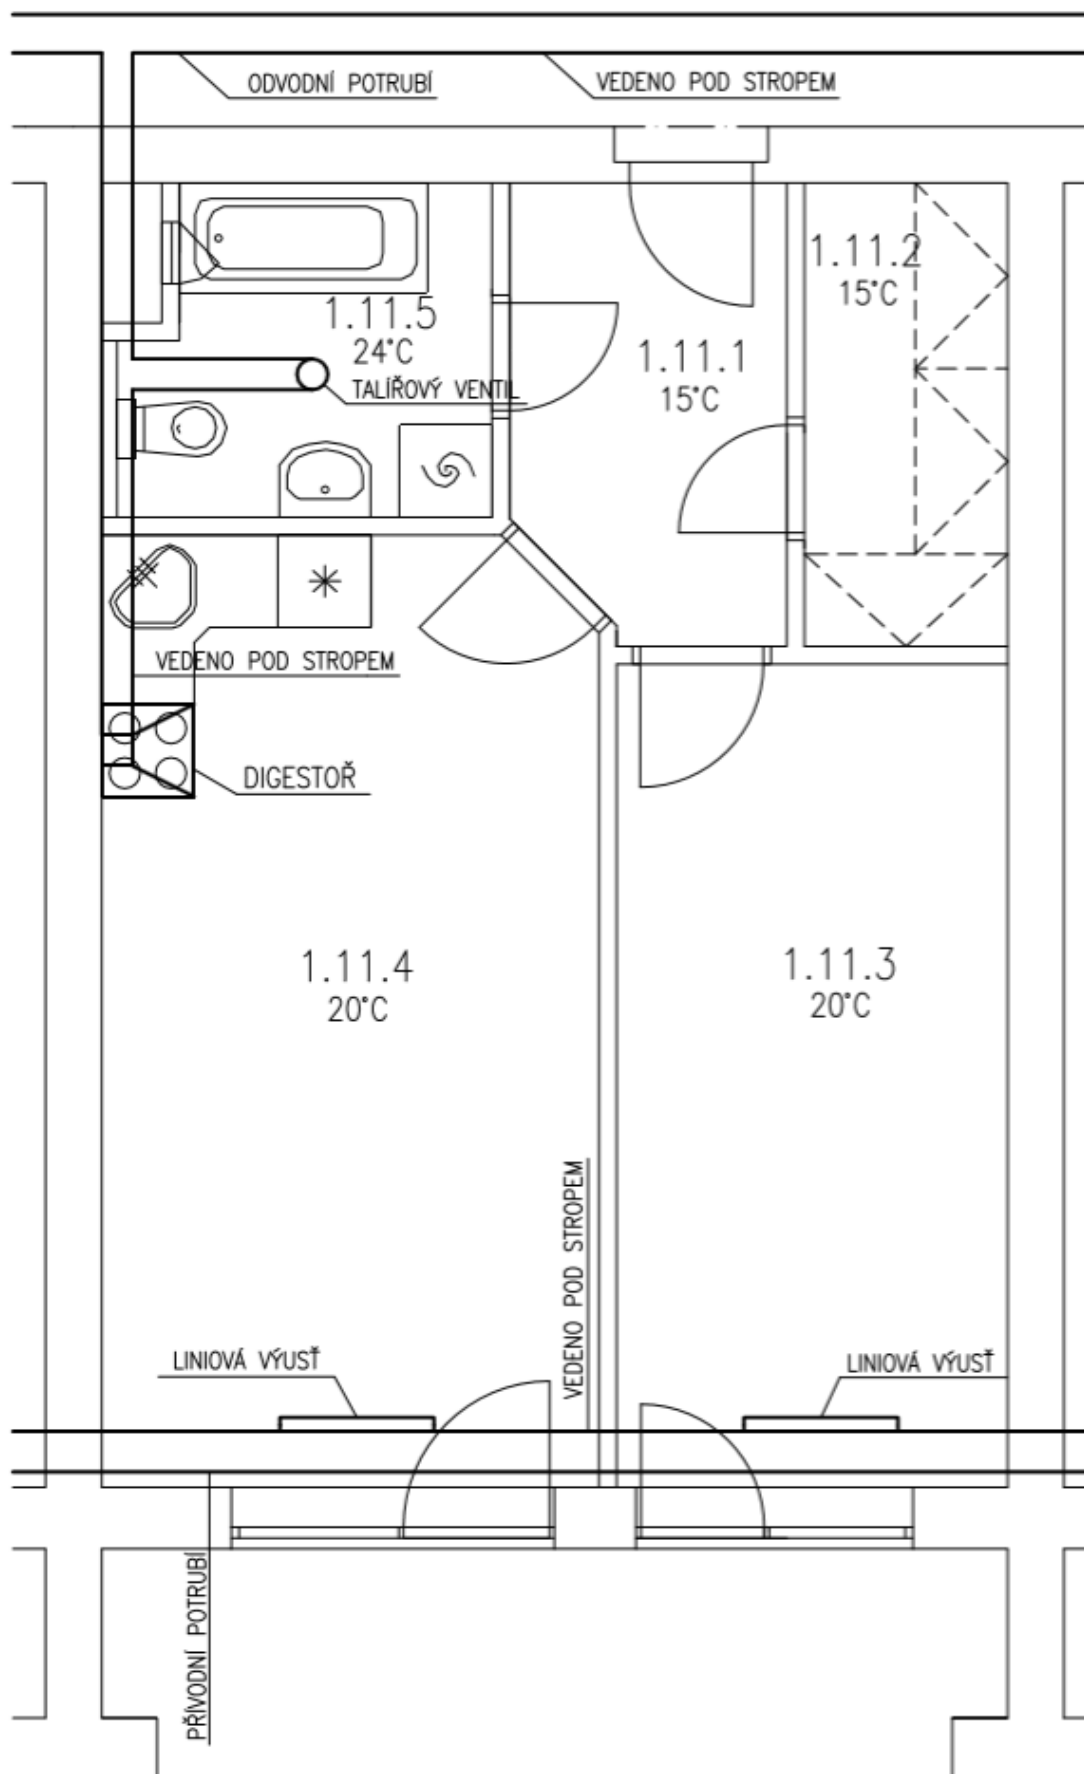 ODVODNÍ POTRUBÍ
VEDENO POD STROPEM
1.11.2
15°C
1.11.5
24°C
1.11.1
15°C
TALÍŘOVÝ VENTIL
VEDENO POD STROPEM
DIGESTOŘ
1.11.4
20°C
1.11.3
20°C
VEDENO POD STROPEM
LINIOVÁ VÝUSŤ
LINIOVÁ VÝUSŤ
PŘÍVODNÍ POTRUBÍ